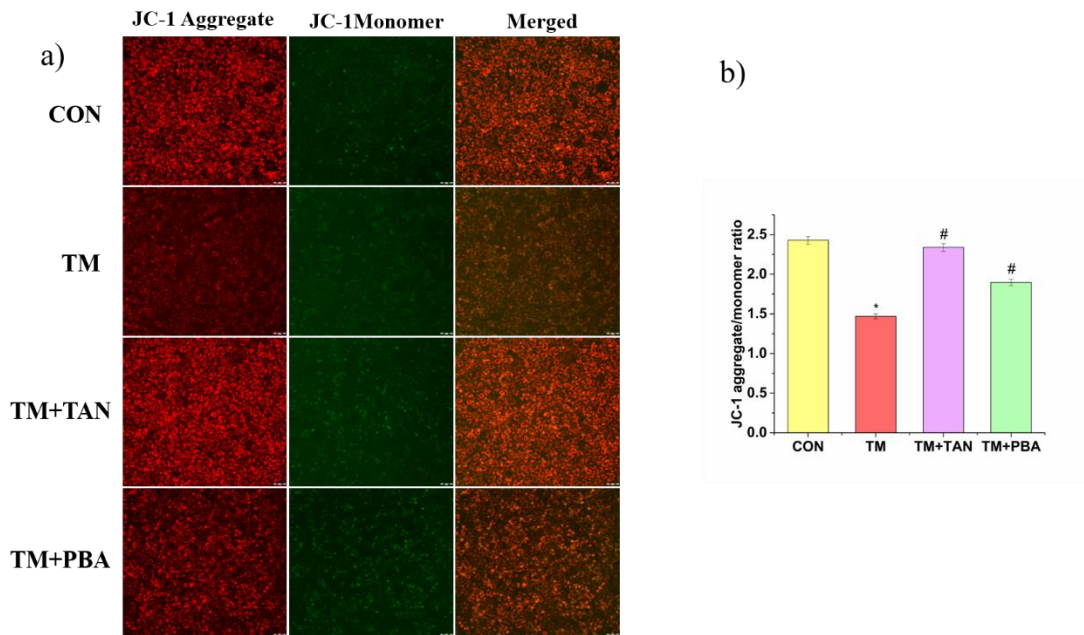 JC-1 Aggregate JC-1Monomer Merged
a)
CON
TM
TM+TAN
TM+PBA
b)
JC-1 aggregate/monomer ratio
2.5
2.0
1.5
1.0
0.5
0.0
*
#
#
CON TM TM+TAN TM+PBA